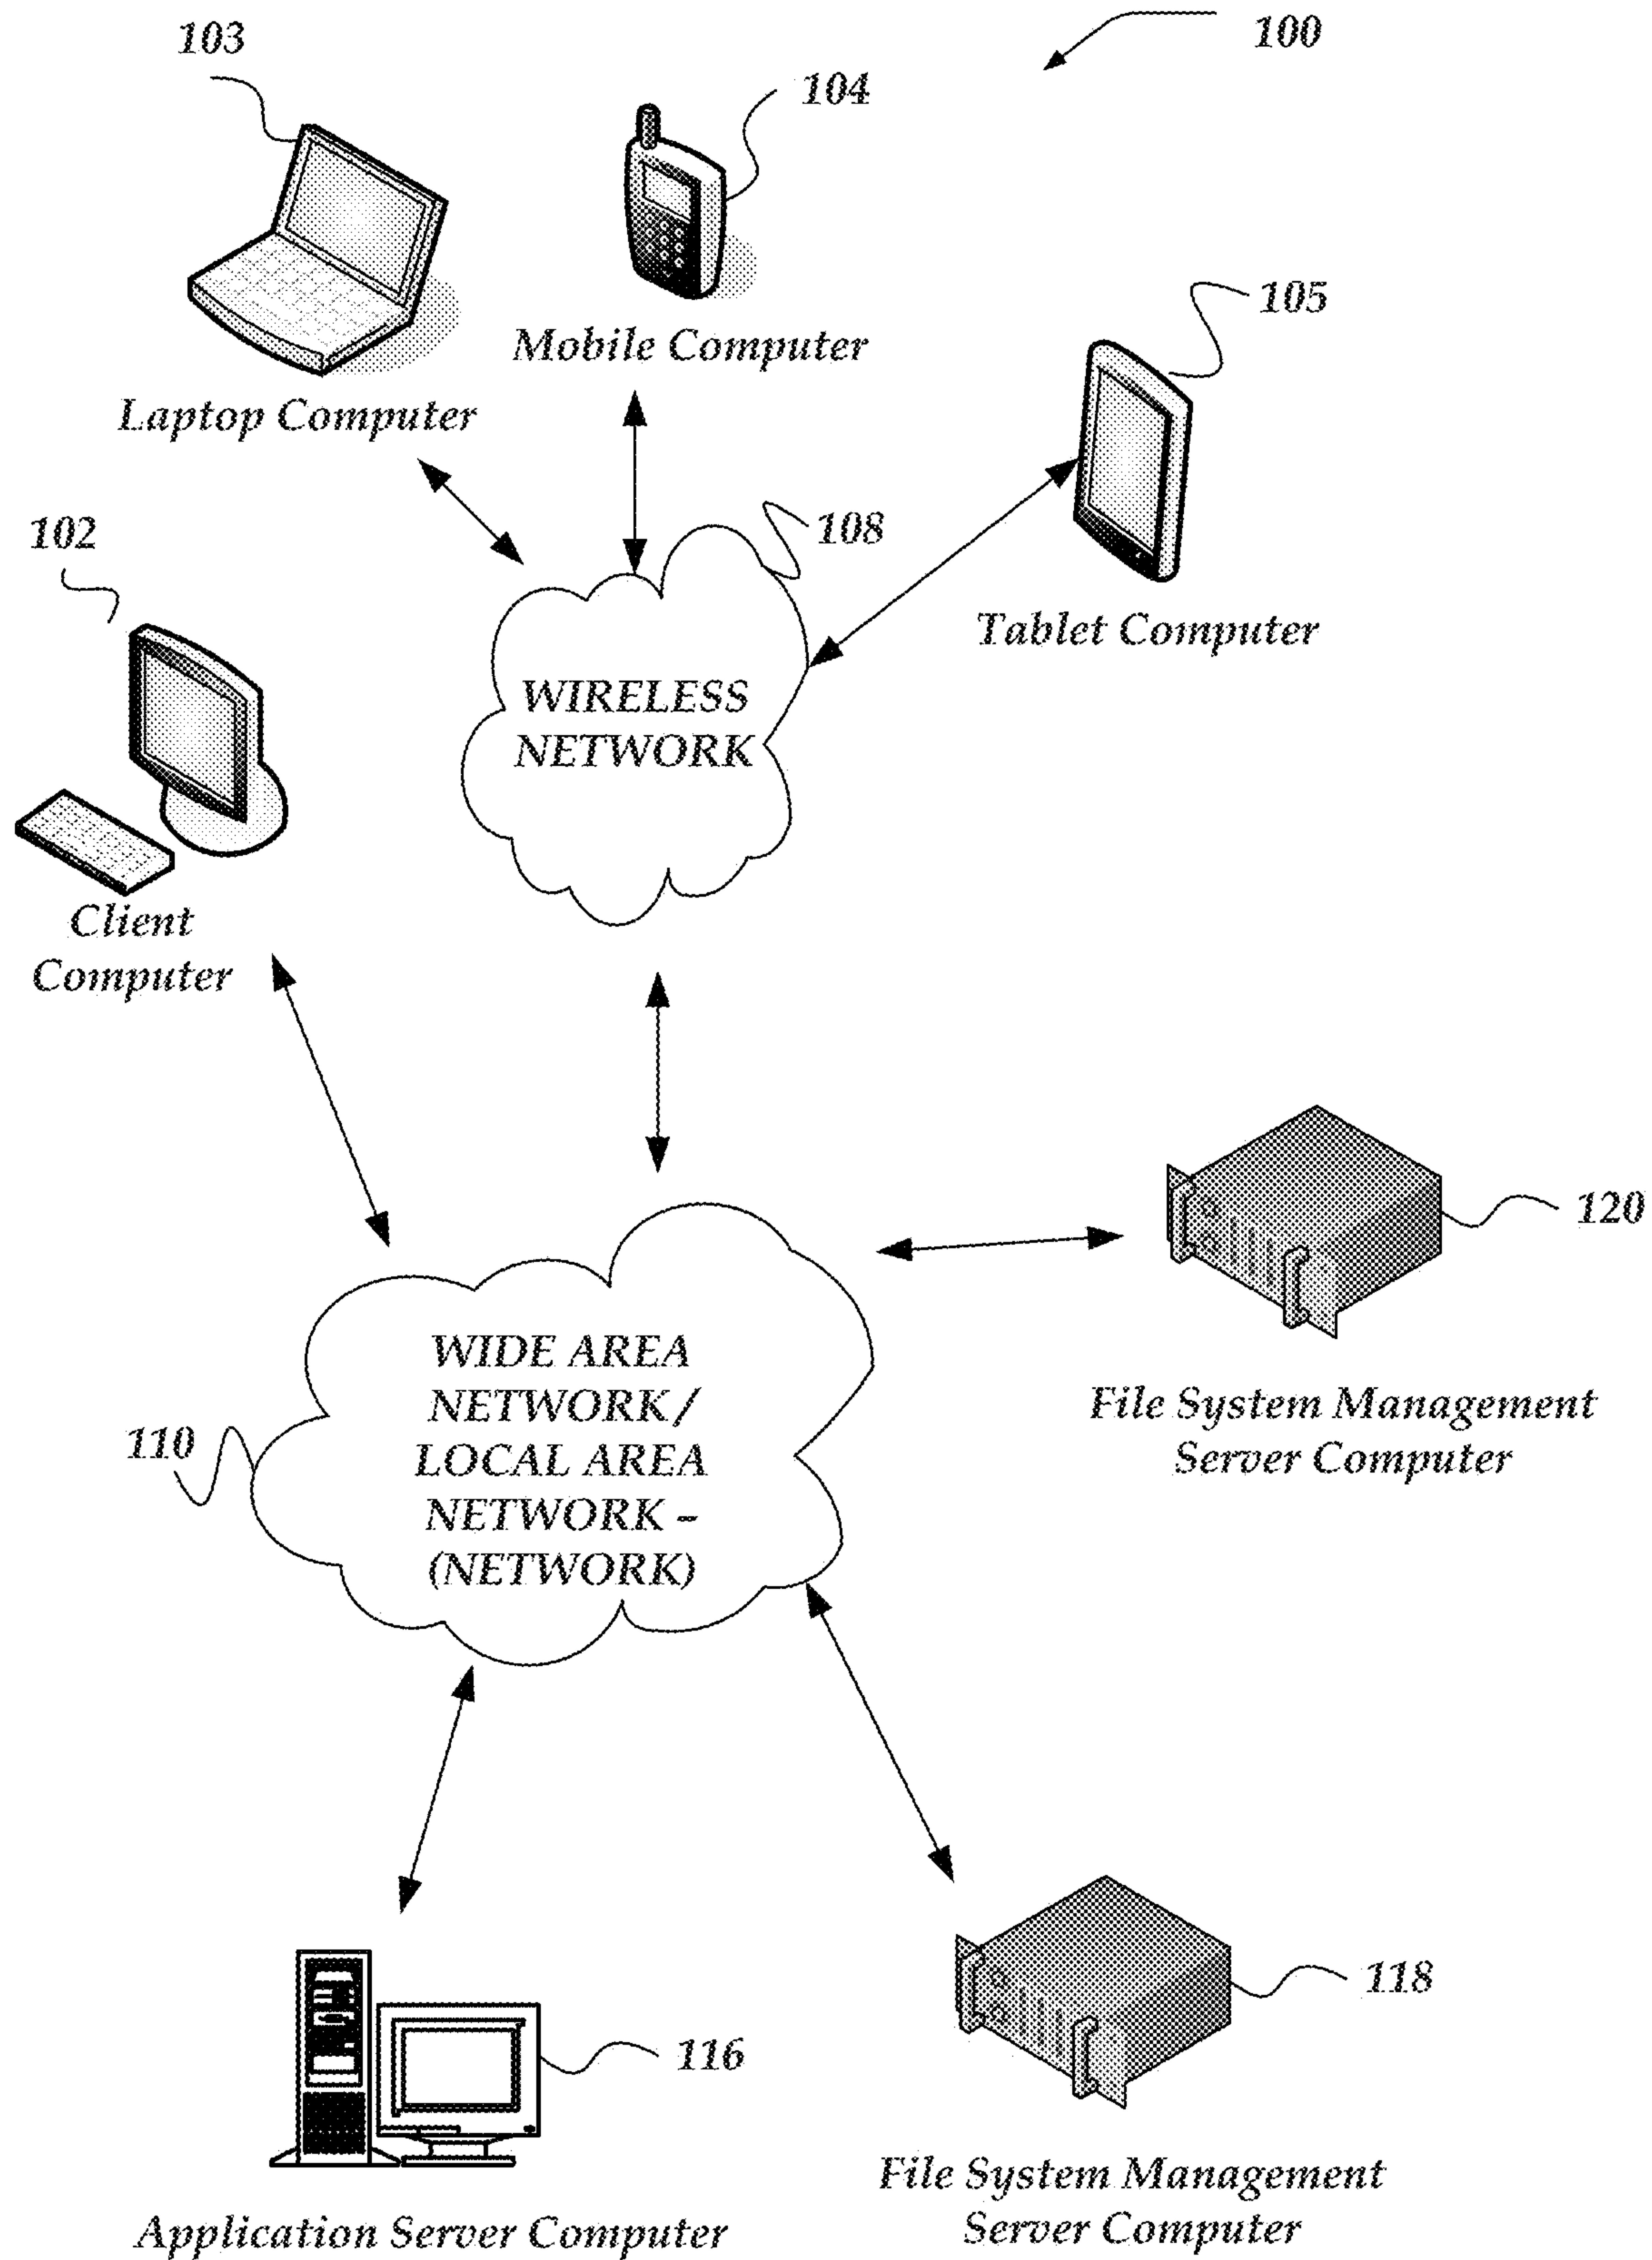 103
100
104
105
Mobile Computer
Laptop Computer
102
108
Tablet Computer
WIRELESS
NETWORK
Client
Computer
120
WIDE AREA
NETWORK /
LOCAL AREA
NETWORK –
(NETWORK)
110
File System Management
Server Computer
118
116
File System Management
Server Computer
Application Server Computer